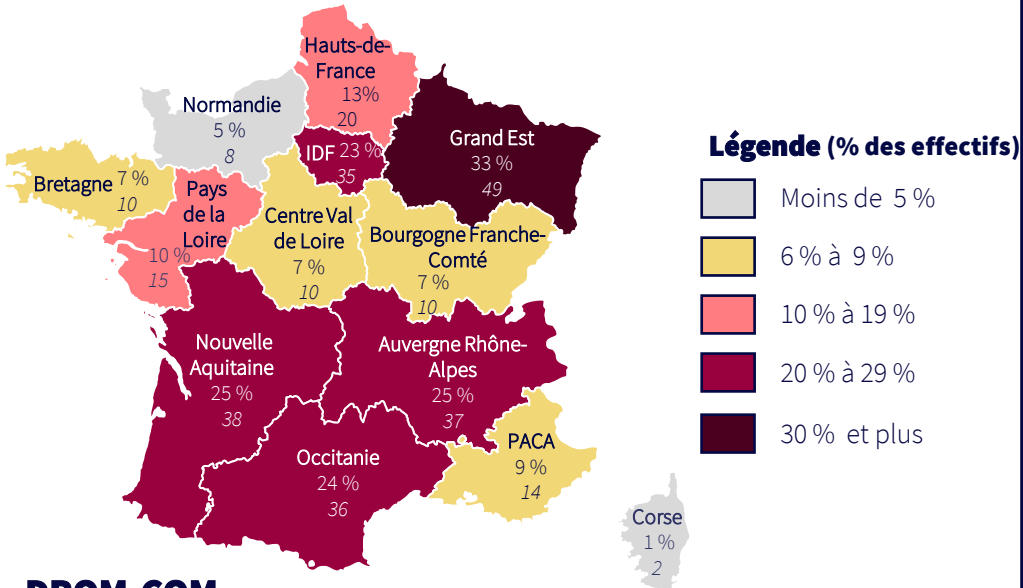 Hauts-de-
France
13%
20
Normandie
5 %
8
IDF 23 %
35
Grand Est
33 %
49
Bretagne 7 %
10
Pays
de la
Loire
10 %
15
Centre Val
de Loire
7 %
10
Bourgogne Franche-
Comté
7 %
10
Nouvelle
Aquitaine
25 %
38
Auvergne Rhône-
Alpes
25 %
37
Occitanie
24 %
36
PACA
9 %
14
Corse
1 %
2
Légende (% des effectifs)
Moins de 5 %
6 % à 9 %
10 % à 19 %
20 % à 29 %
30 % et plus
DROM-COM